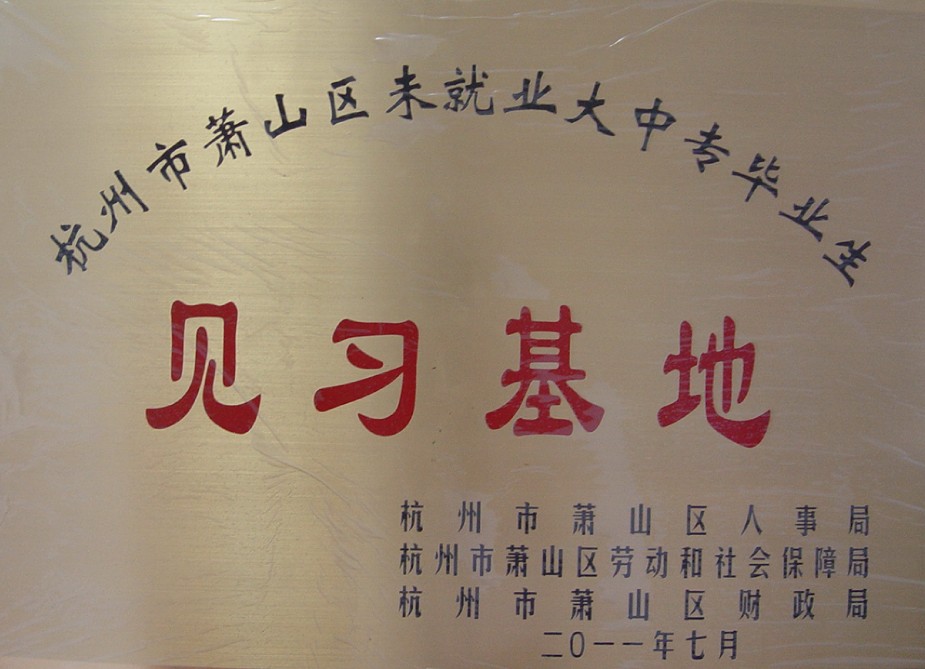 杭州市萧山区未就业大中专毕业生
见习基地
杭州市萧山区人事局
杭州市萧山区劳动和社会保障局
杭州市萧山区财政局
二〇一一年七月